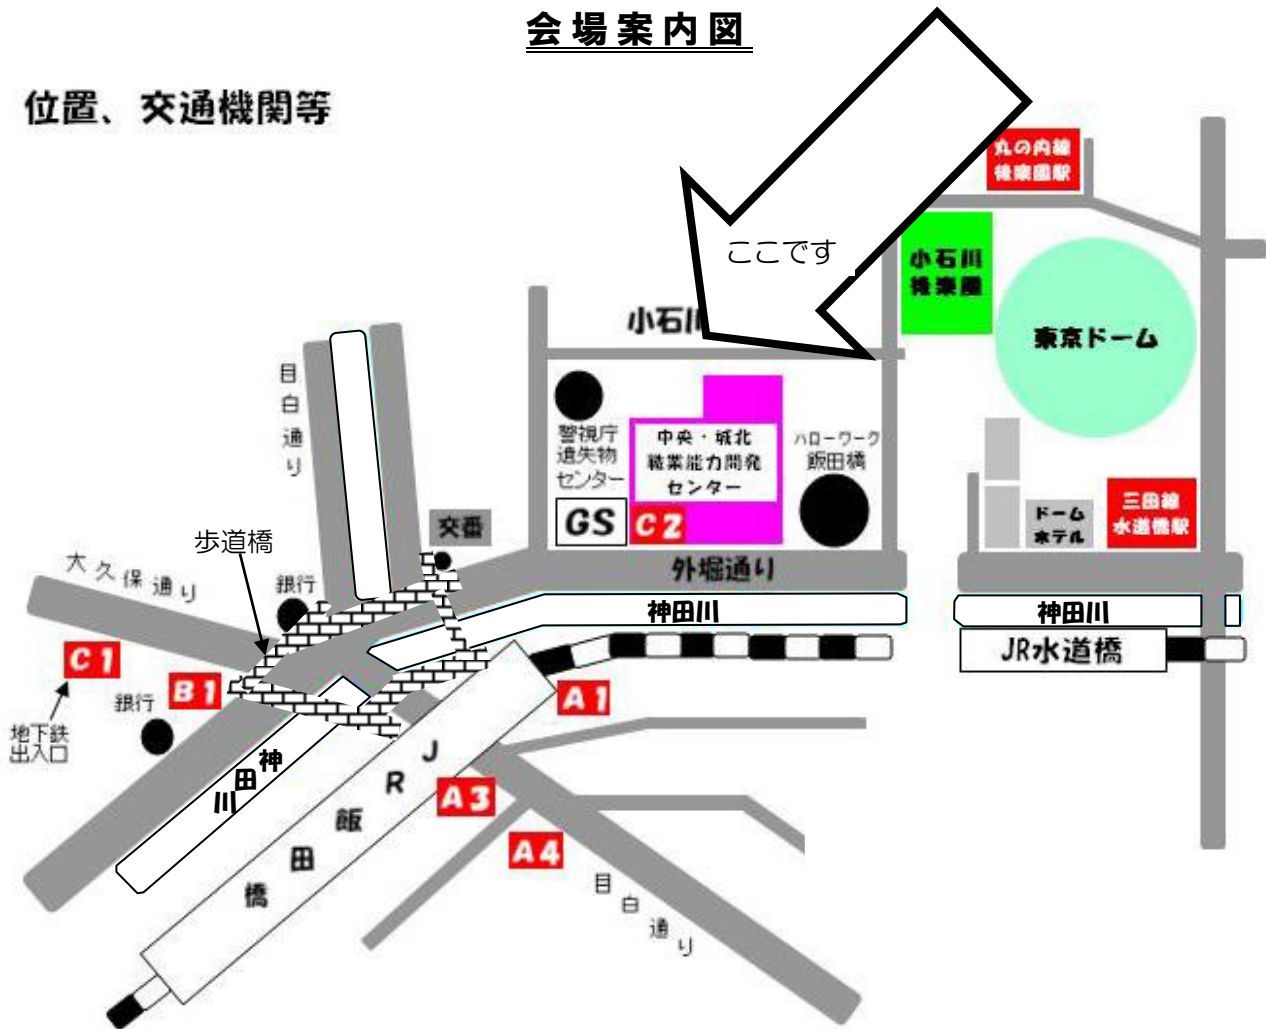 会場案内図
位置、交通機関等
丸の内線
後楽園駅
ここです
小石川
後楽園
小石川
東京ドーム
目白通り
警視庁
遺失物
センター
中央・城北
職業能力開発
センター
ハローワーク
飯田橋
GS
C2
交番
ドーム
ホテル
三田線
水道橋駅
歩道橋
大久保通り
銀行
外堀通り
神田川
神田川
JR水道橋
C1
B1
銀行
A1
地下鉄
出入口
神田川
JR飯田橋
A3
A4
目白通り